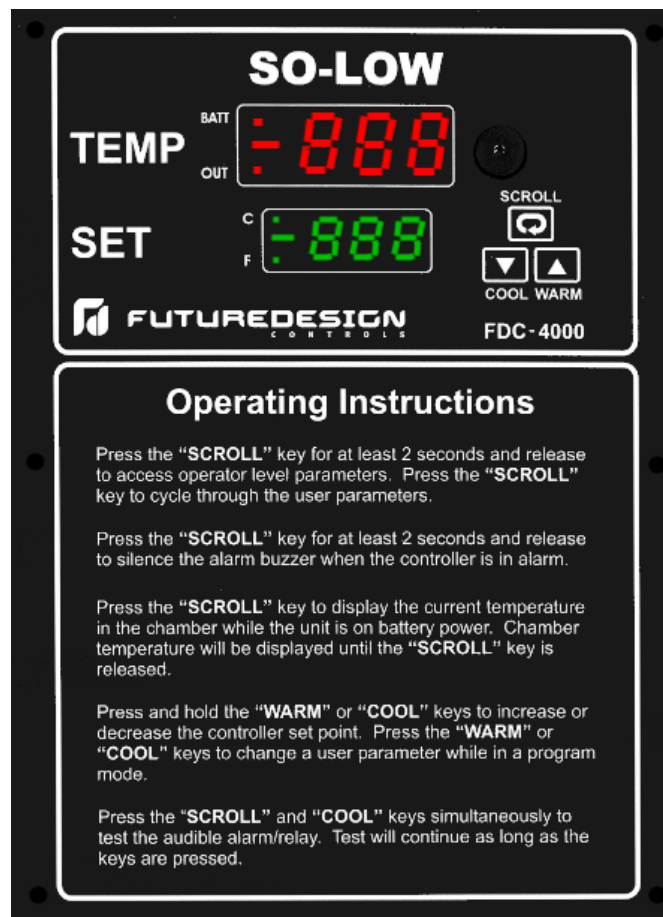 SO-LOW
TEMP
BATT
OUT
-888
SCROLL
SET
C
F
-888
COOL WARM
FUTUREDESIGN
CONTROLS
FDC-4000
Operating Instructions
Press the “SCROLL” key for at least 2 seconds and release
to access operator level parameters. Press the “SCROLL”
key to cycle through the user parameters.
Press the “SCROLL” key for at least 2 seconds and release
to silence the alarm buzzer when the controller is in alarm.
Press the “SCROLL” key to display the current temperature
in the chamber while the unit is on battery power. Chamber
temperature will be displayed until the “SCROLL” key is
released.
Press and hold the “WARM” or “COOL” keys to increase or
decrease the controller set point. Press the “WARM” or
“COOL” keys to change a user parameter while in a program
mode.
Press the “SCROLL” and “COOL” keys simultaneously to
test the audible alarm/relay. Test will continue as long as the
keys are pressed.